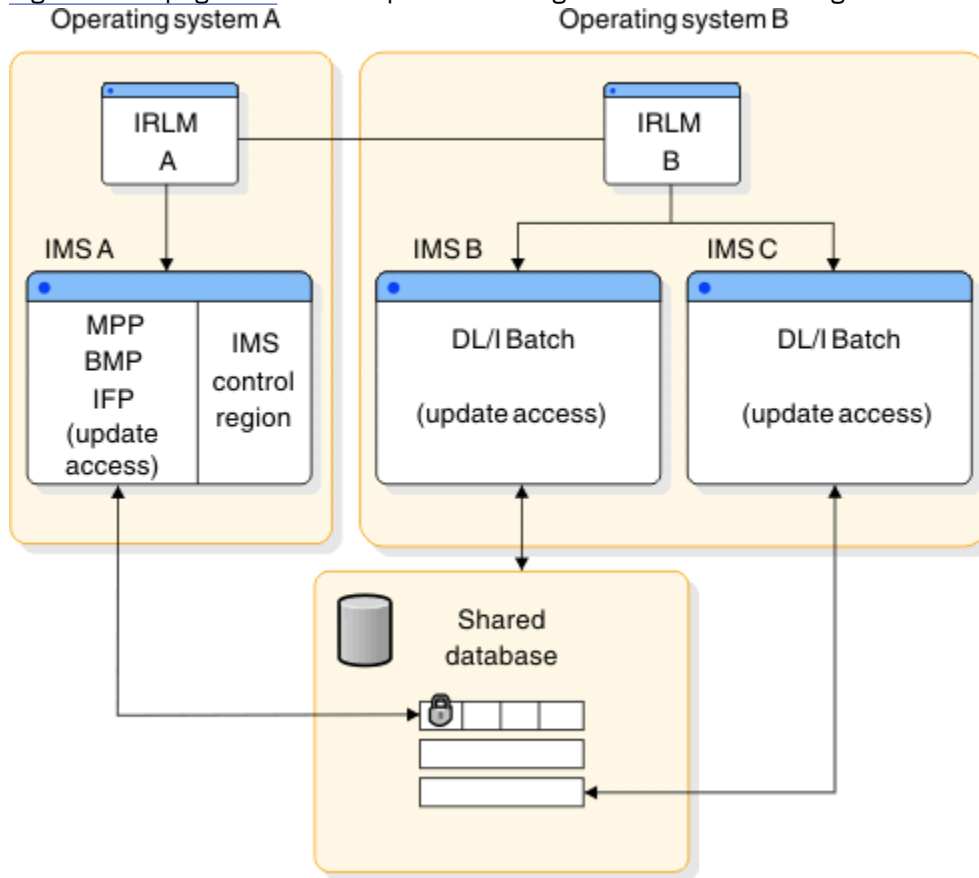 Operating system A
Operating system B
IRLM
A
IRLM
B
IMS A
IMS B
IMS C
MPP
BMP
IFP
(update
access)
IMS
control
region
DL/I Batch
(update access)
DL/I Batch
(update access)
Shared
database